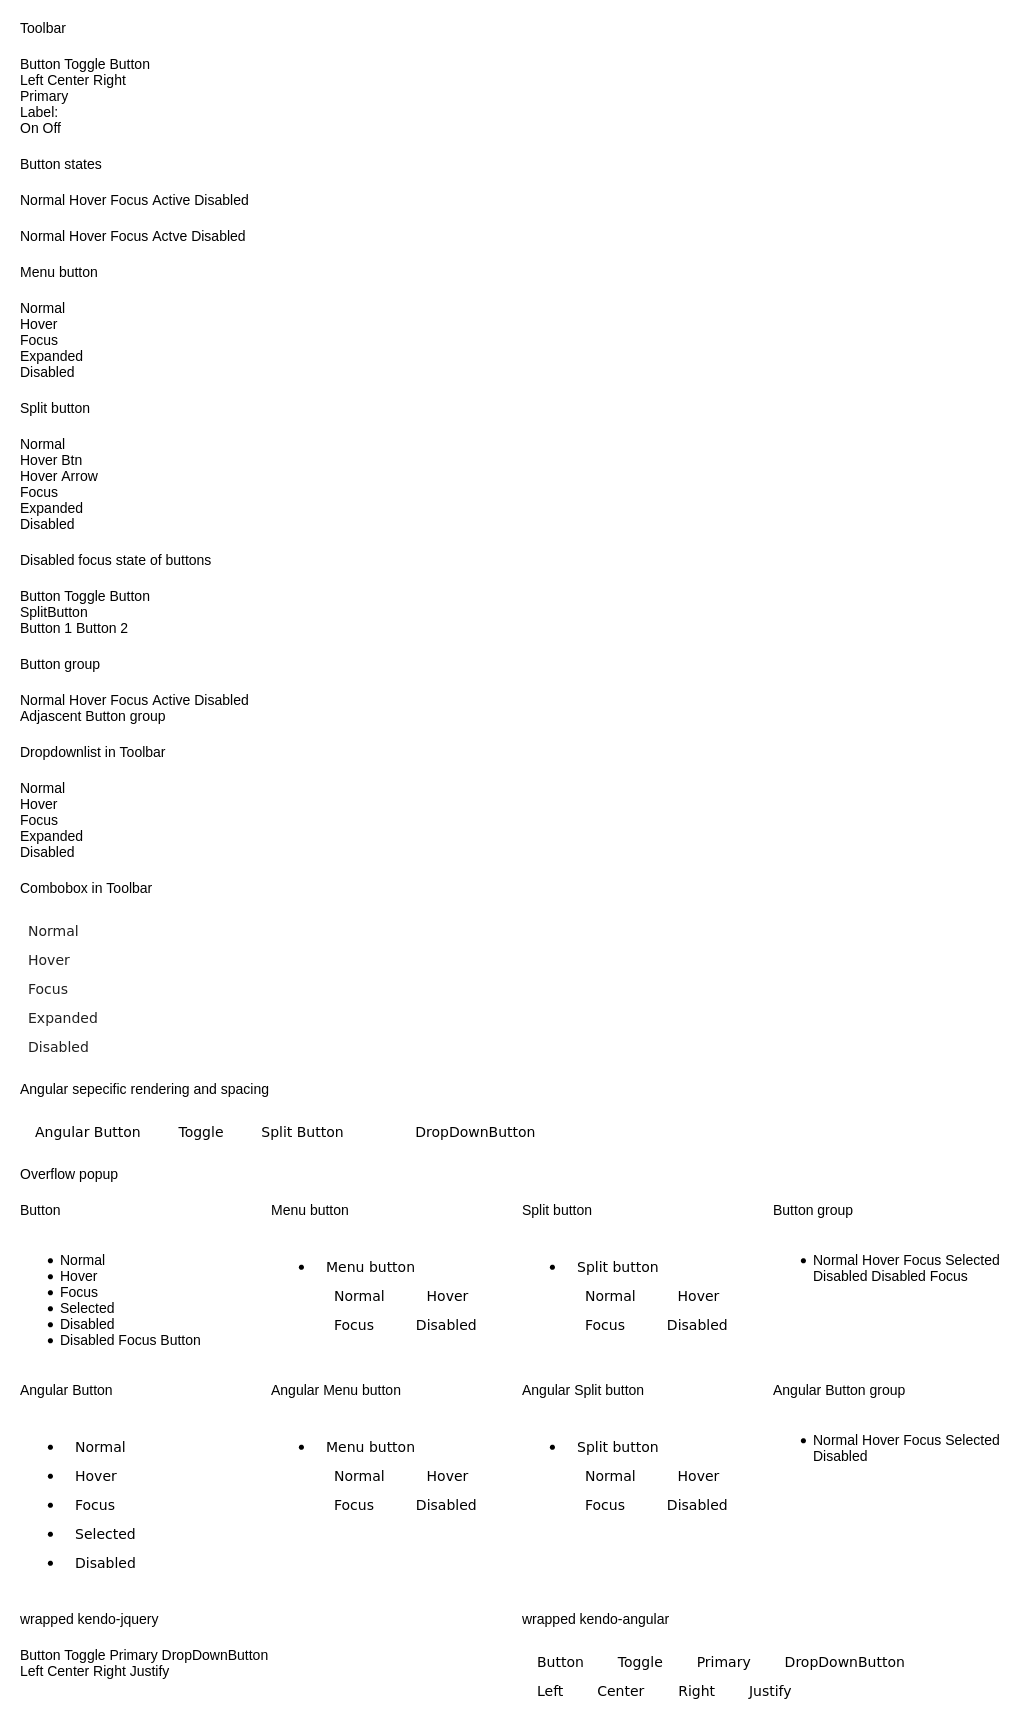 Toolbar
Button Toggle Button
Left Center Right
Primary
Label:
On Off
Button states
Normal Hover Focus Active Disabled
Normal Hover Focus Actve Disabled
Menu button
Normal
Hover
Focus
Expanded
Disabled
Split button
Normal
Hover Btn
Hover Arrow
Focus
Expanded
Disabled
Disabled focus state of buttons
Button Toggle Button
SplitButton
Button 1 Button 2
Button group
Normal Hover Focus Active Disabled
Adjascent Button group
Dropdownlist in Toolbar
Normal
Hover
Focus
Expanded
Disabled
Combobox in Toolbar
Normal
Hover
Focus
Expanded
Disabled
Angular sepecific rendering and spacing
Angular Button Toggle Split Button DropDownButton
Overflow popup
Button
• Normal
• Hover
• Focus
• Selected
• Disabled
• Disabled Focus Button
Menu button
• Menu button
Normal Hover
Focus Disabled
Split button
• Split button
Normal Hover
Focus Disabled
Button group
• Normal Hover Focus Selected
Disabled Disabled Focus
Angular Button
• Normal
• Hover
• Focus
• Selected
• Disabled
Angular Menu button
• Menu button
Normal Hover
Focus Disabled
Angular Split button
• Split button
Normal Hover
Focus Disabled
Angular Button group
• Normal Hover Focus Selected
Disabled
wrapped kendo-jquery
Button Toggle Primary DropDownButton
Left Center Right Justify
wrapped kendo-angular
Button Toggle Primary DropDownButton
Left Center Right Justify